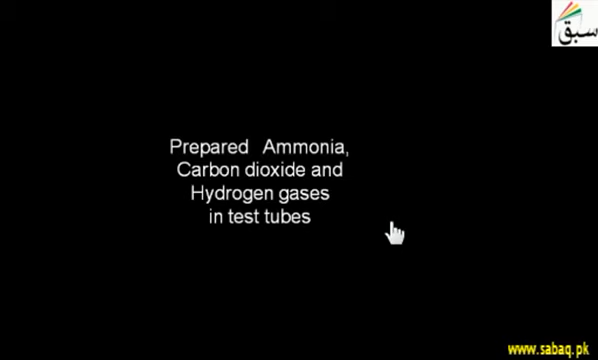 سبق
Prepared Ammonia,
Carbon dioxide and
Hydrogen gases
in test tubes
www.sabaq.pk